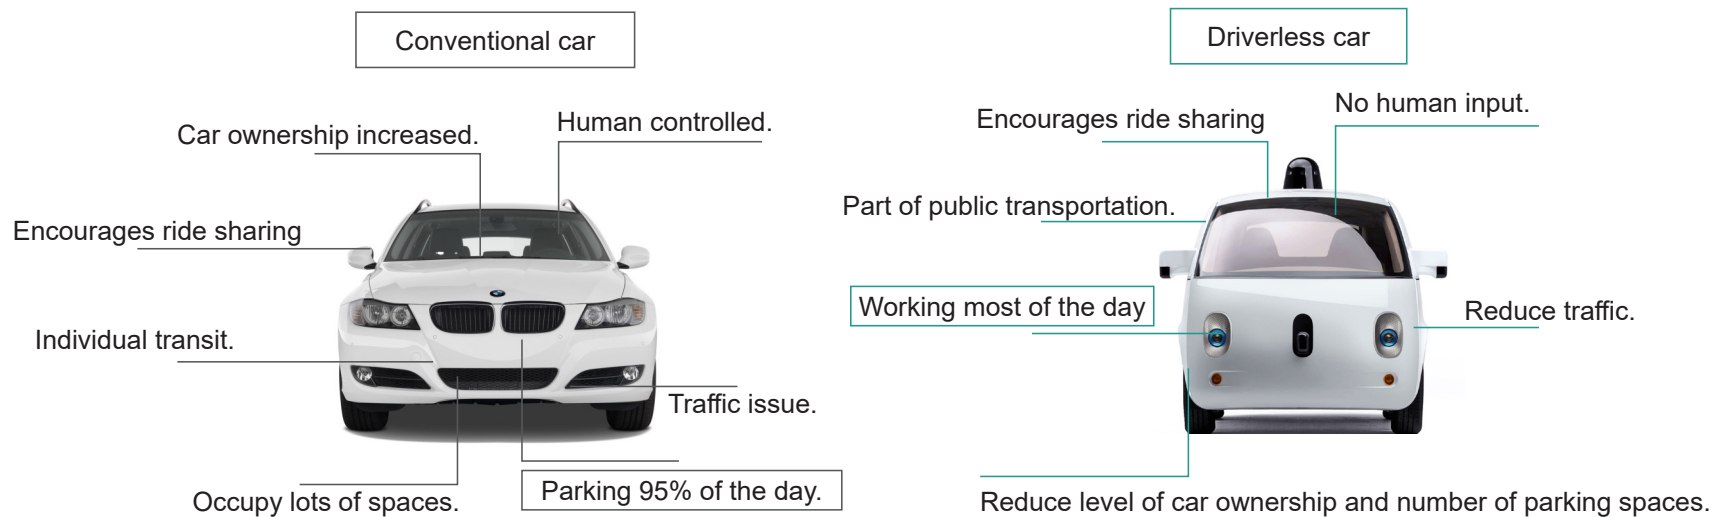 Conventional car
Car ownership increased.
Human controlled.
Encourages ride sharing
Individual transit.
Traffic issue.
Occupy lots of spaces.
Parking 95% of the day.
Driverless car
Encourages ride sharing
No human input.
Part of public transportation.
Working most of the day
Reduce traffic.
Reduce level of car ownership and number of parking spaces.